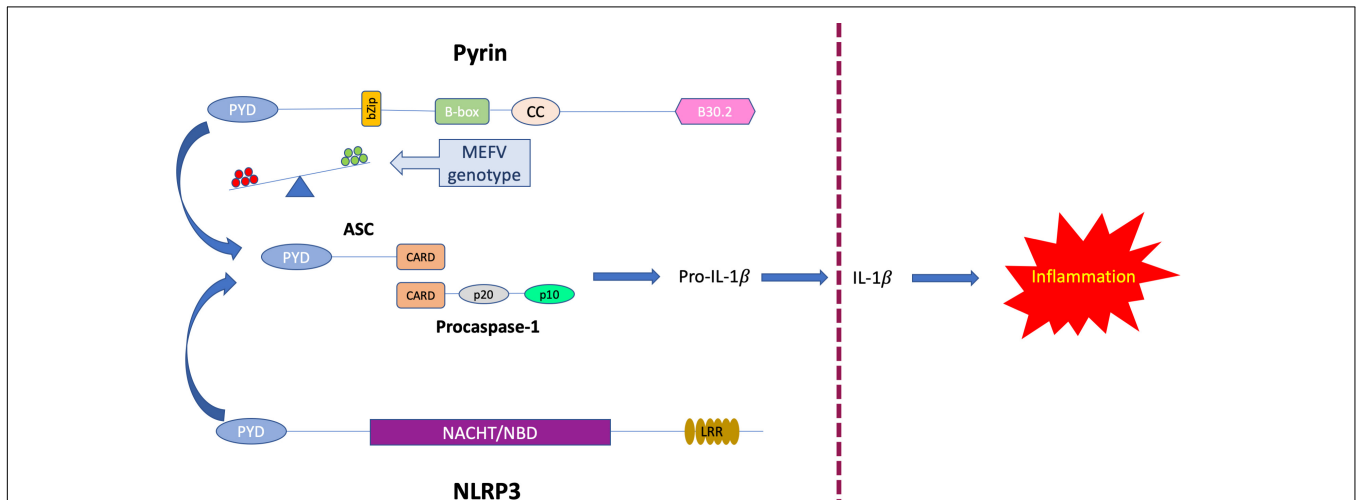 Pyrin
PYD
bZip
B-box
CC
B30.2
MEFV
genotype
ASC
PYD
CARD
CARD
p20
p10
Procaspase-1
Pro-IL-1β
IL-1β
Inflammation
PYD
NACHT/NBD
LRR
NLRP3